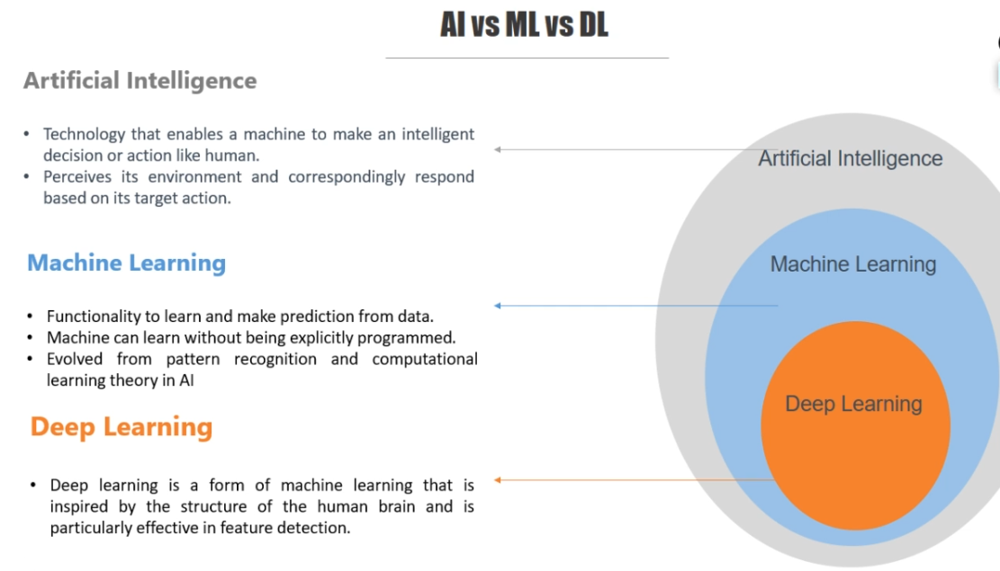 AI vs ML vs DL
Artificial Intelligence
• Technology that enables a machine to make an intelligent
decision or action like human.
• Perceives its environment and correspondingly respond
based on its target action.
Machine Learning
• Functionality to learn and make prediction from data.
• Machine can learn without being explicitly programmed.
• Evolved from pattern recognition and computational
learning theory in AI
Deep Learning
• Deep learning is a form of machine learning that is
inspired by the structure of the human brain and is
particularly effective in feature detection.
Artificial Intelligence
Machine Learning
Deep Learning